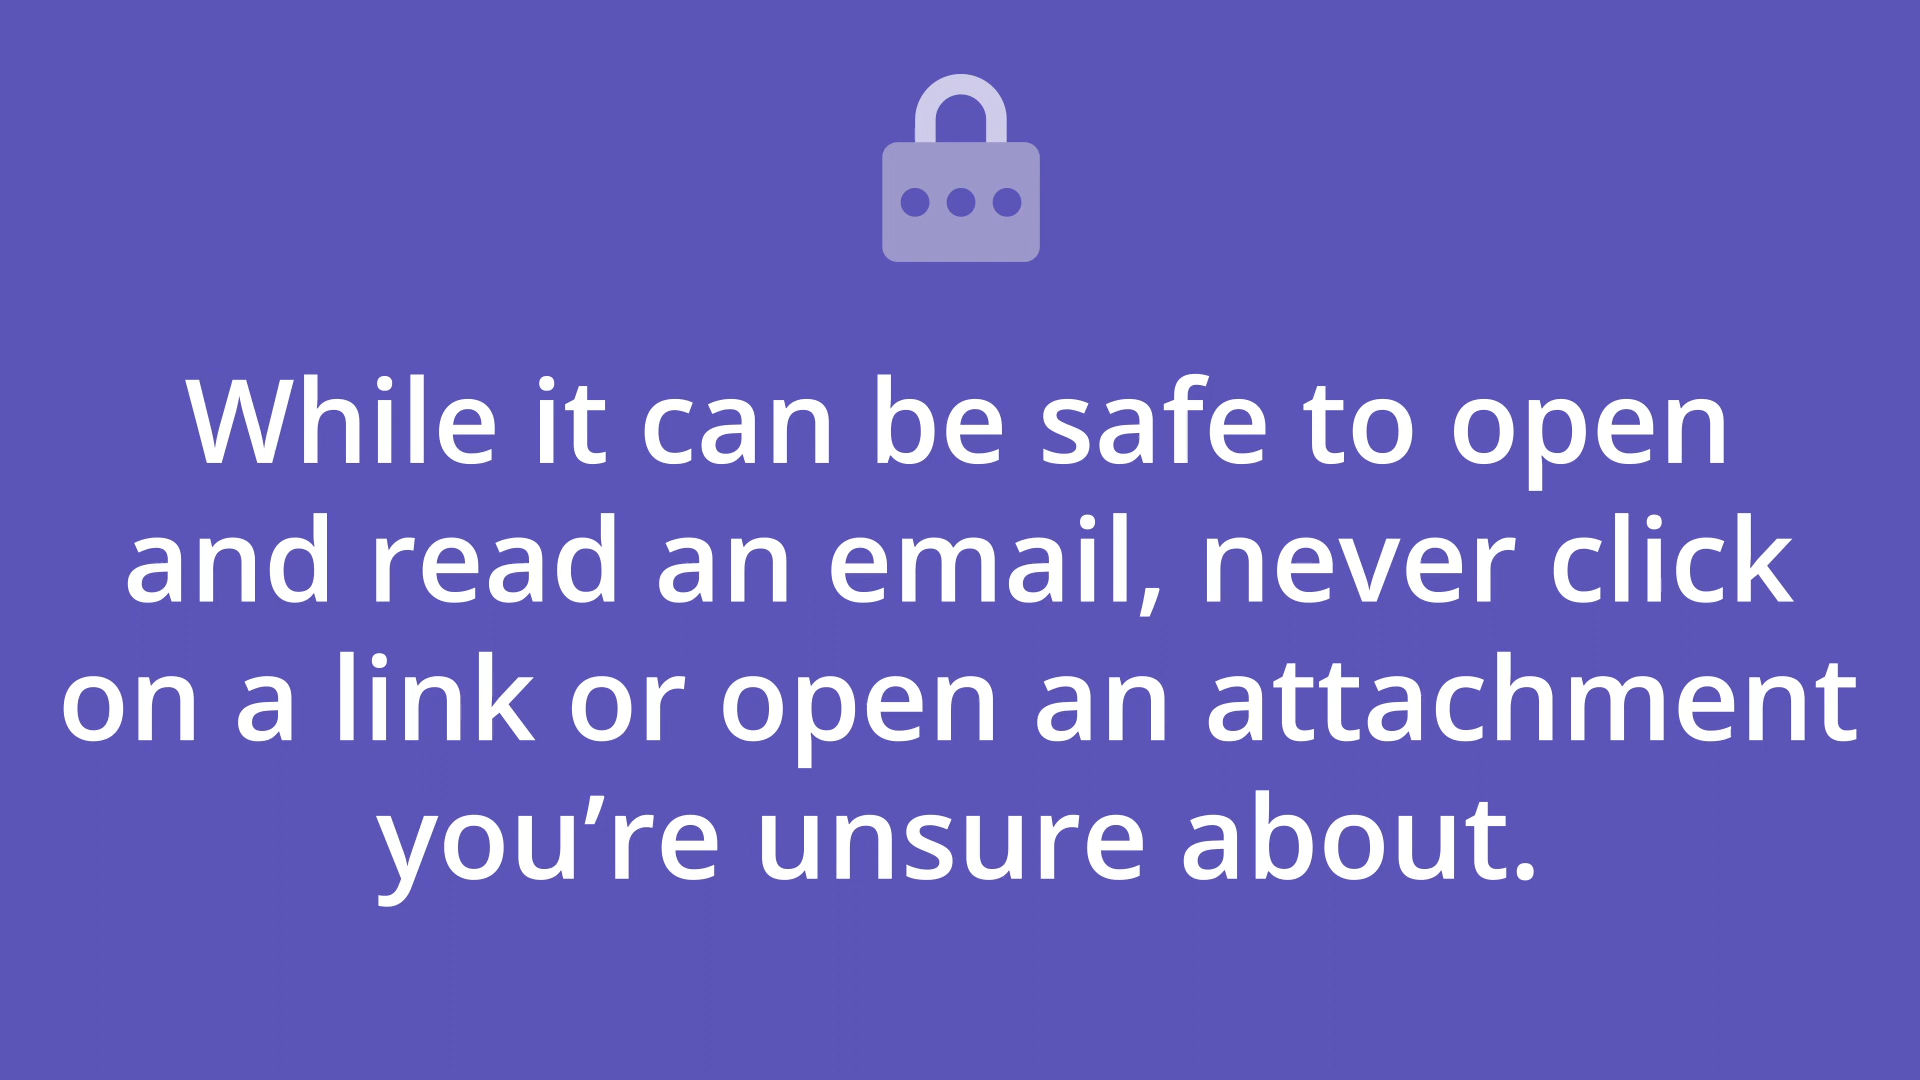 While it can be safe to open
and read an email, never click
on a link or open an attachment
you’re unsure about.